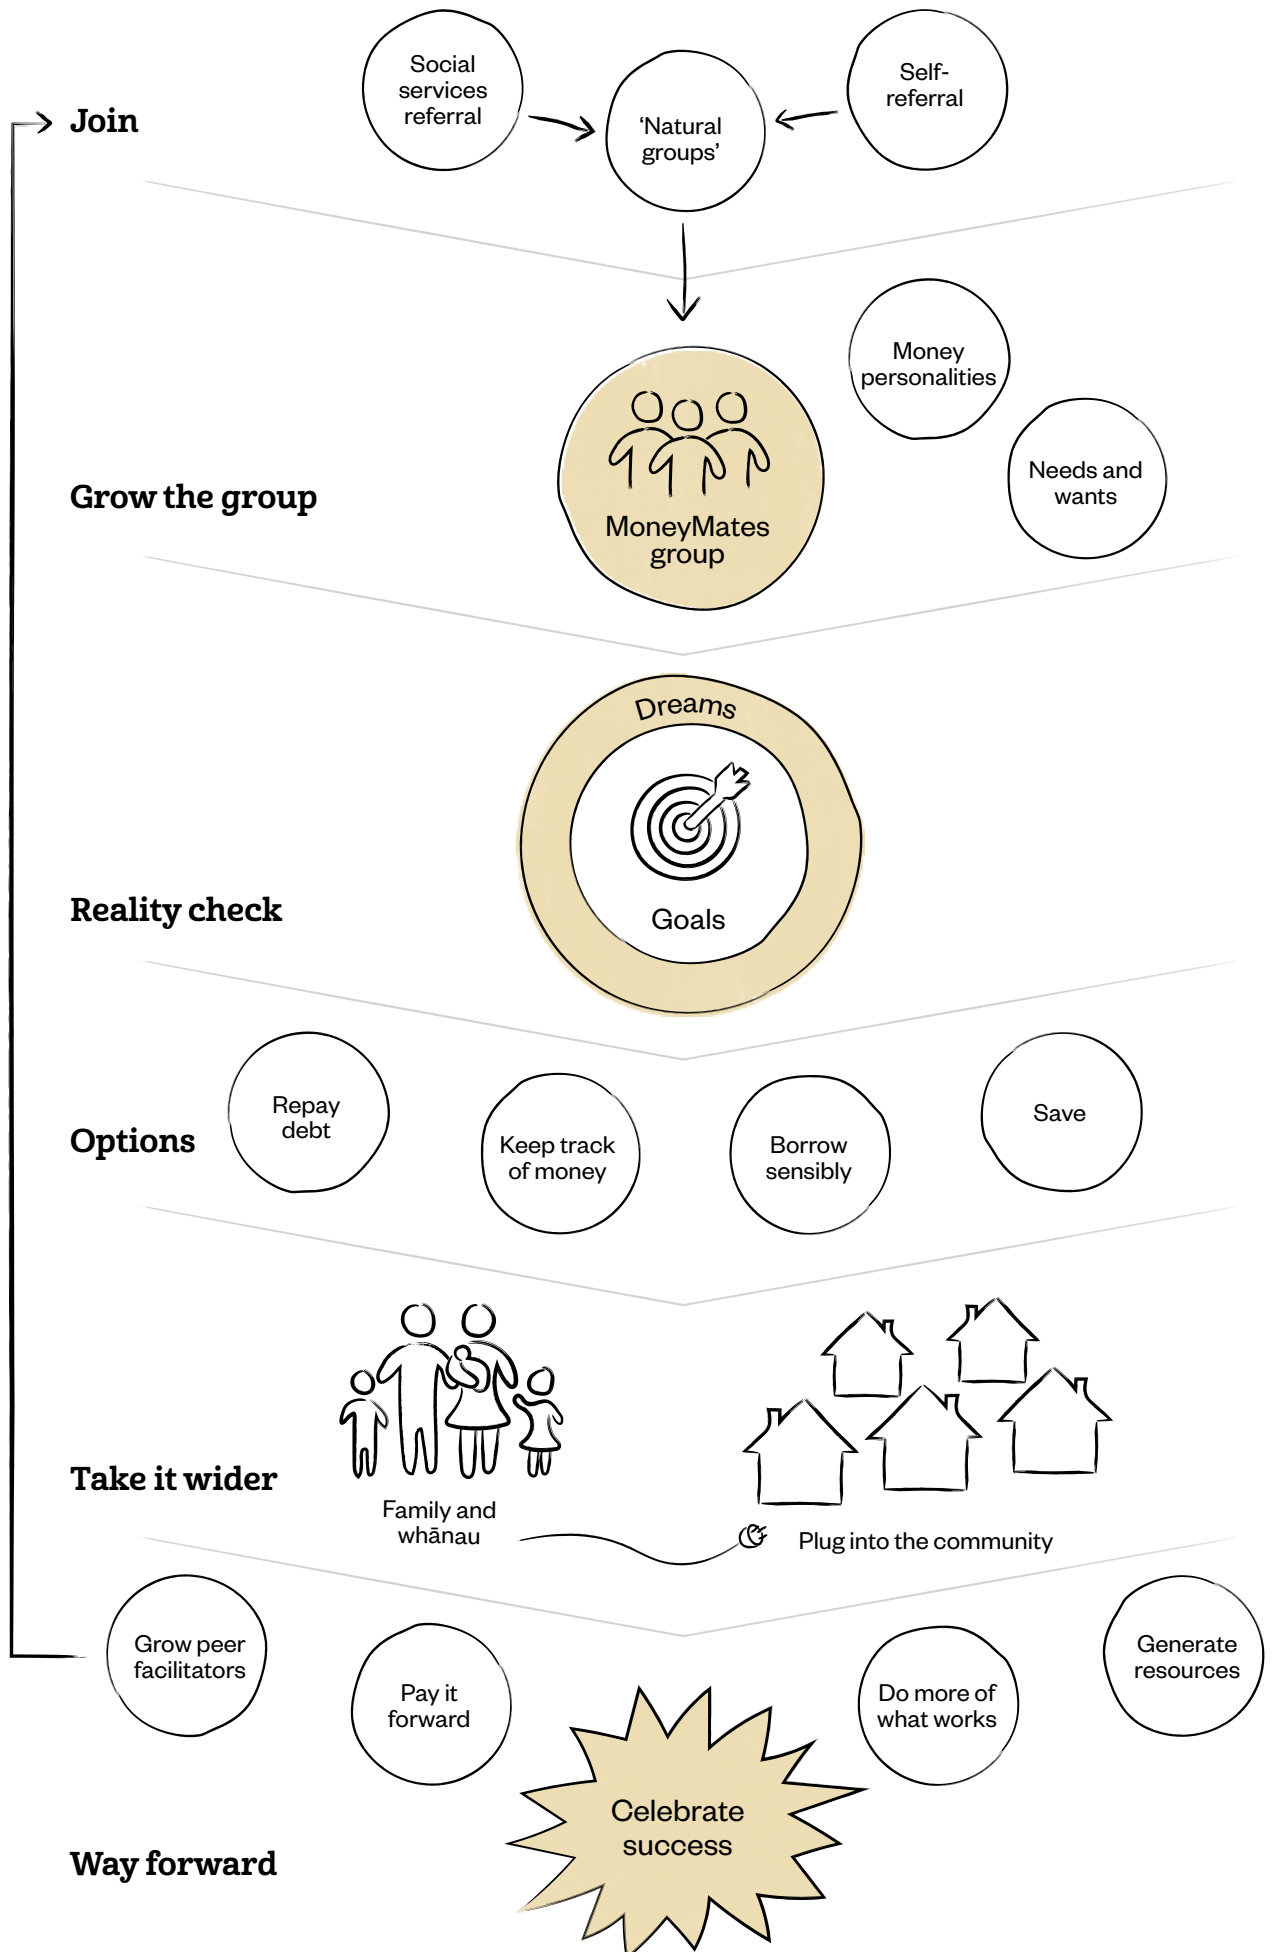 Join
Social
services
referral
‘Natural
groups’
Self-
referral
Grow the group
MoneyMates
group
Money
personalities
Needs and
wants
Reality check
Dreams
Goals
Options
Repay
debt
Keep track
of money
Borrow
sensibly
Save
Take it wider
Family and
whānau
Plug into the community
Way forward
Grow peer
facilitators
Pay it
forward
Celebrate
success
Do more of
what works
Generate
resources